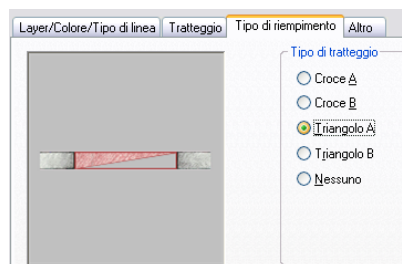 Layer/Colore/Tipo di linea Tratteggio Tipo di riempimento Altro
Tipo di tratteggio
Croce A
Croce B
Triangolo A
Triangolo B
Nessuno